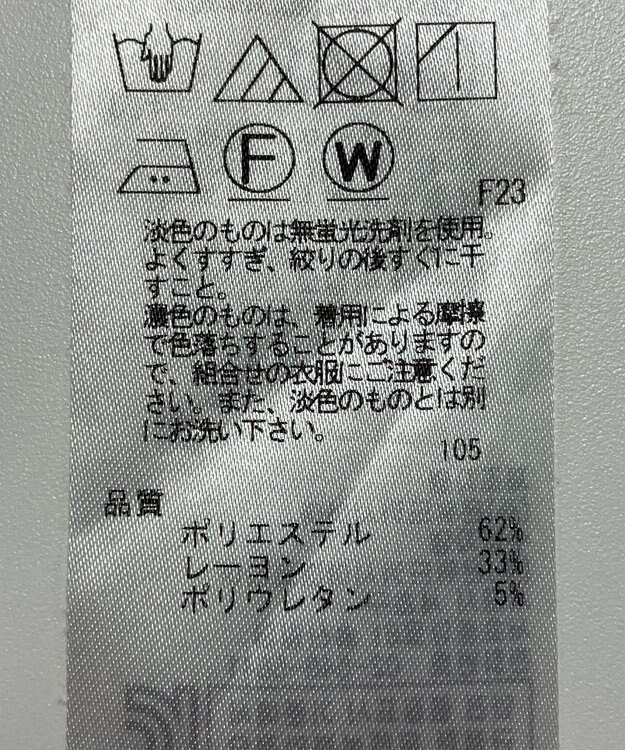 F W
F23
淡色のものは無蛍光洗剤を使用。
よくすすぎ、絞りの後すぐに干
すこと。
濃色のものは、着用による摩擦
で色落ちすることがありますの
で、組合せの衣服にご注意くだ
さい。また、淡色のものとは別
にお洗い下さい。
105
品質
ポリエステル 62%
レーヨン 33%
ポリウレタン 5%